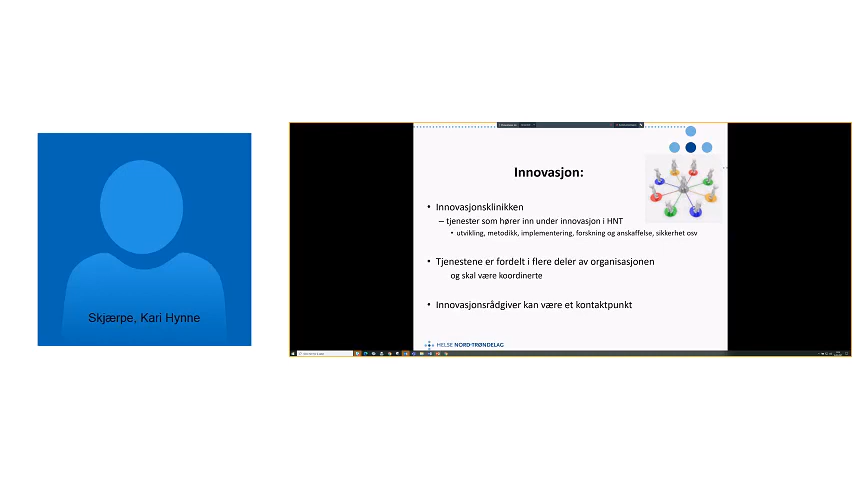 Skjærpe, Kari Hynne
Innovasjon:
• Innovasjonsklinikken
– tjenester som hører inn under innovasjon i HNT
• utvikling, metodikk, implementering, forskning og anskaffelse, sikkerhet osv
• Tjenestene er fordelt i flere deler av organisasjonen
og skal være koordinerte
• Innovasjonsrådgiver kan være et kontaktpunkt
HELSE NORD-TRØNDELAG